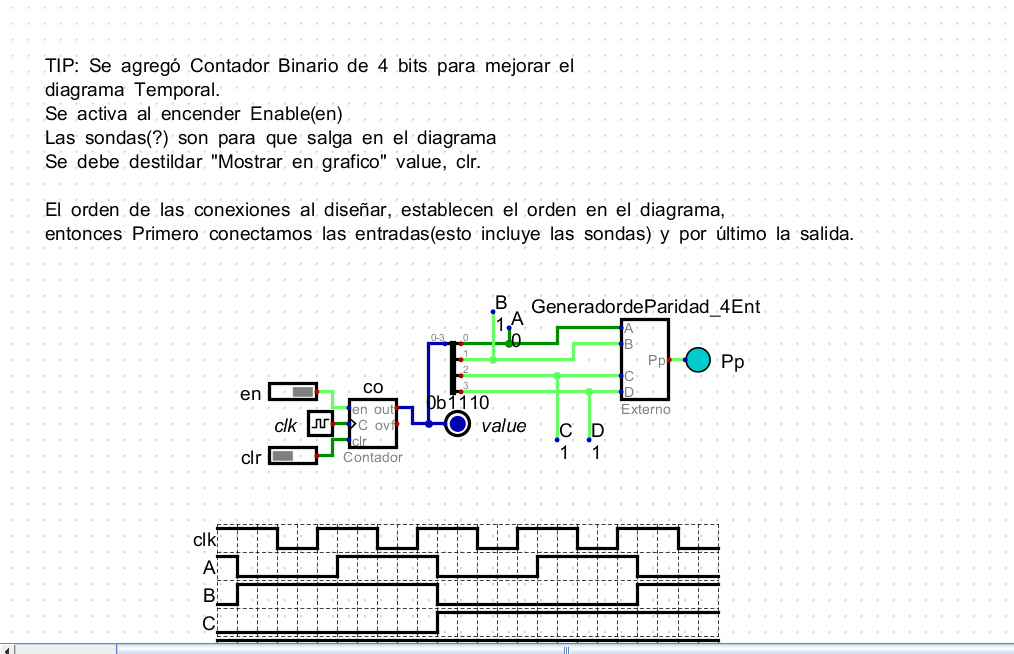 TIP: Se agregó Contador Binario de 4 bits para mejorar el
diagrama Temporal.
Se activa al encender Enable(en)
Las sondas(?) son para que salga en el diagrama
Se debe destildar "Mostrar en grafico" value, clr.
El orden de las conexiones al diseñar, establecen el orden en el diagrama,
entonces Primero conectamos las entradas(esto incluye las sondas) y por último la salida.
B
GeneradordeParidad_4Ent
1
A
0
0-3
0
1
2
3
A
B
C
D
Pp
Pp
Externo
en
co
0b1110
clk
en out
C ovf
clr
value
clr
Contador
C
1
D
1
clk
A
B
C